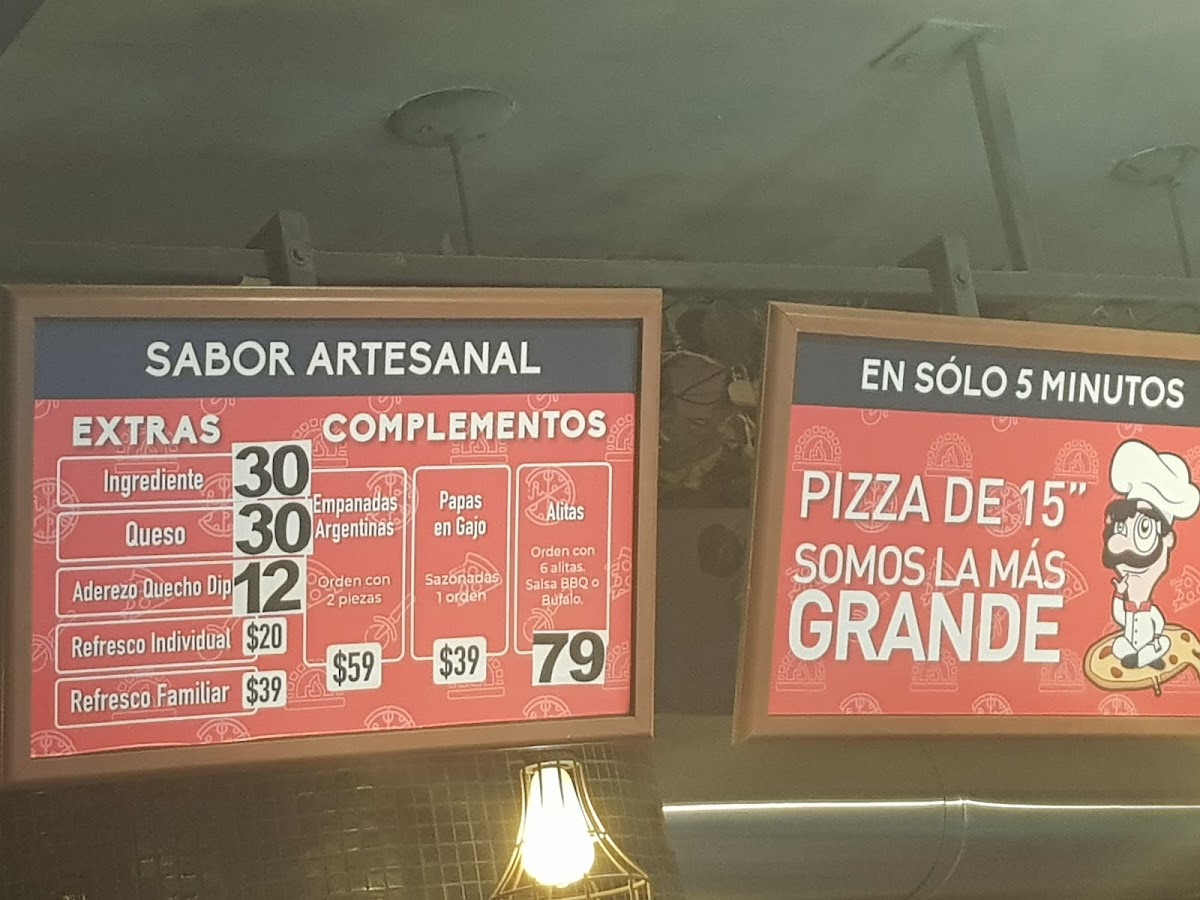 SABOR ARTESANAL
EXTRAS
Ingrediente 30
Queso 30
Aderezo Quecho Dip 12
Refresco Individual $20
Refresco Familiar $39
COMPLEMENTOS
Empanadas
Argentinas
Orden con
2 piezas
$59
Papas
en Gajo
Sazonadas
1 orden
$39
Alitas
Orden con
6 alitas.
Salsa BBQ o
Búfalo.
79
EN SÓLO 5 MINUTOS
PIZZA DE 15”
SOMOS LA MÁS
GRANDE